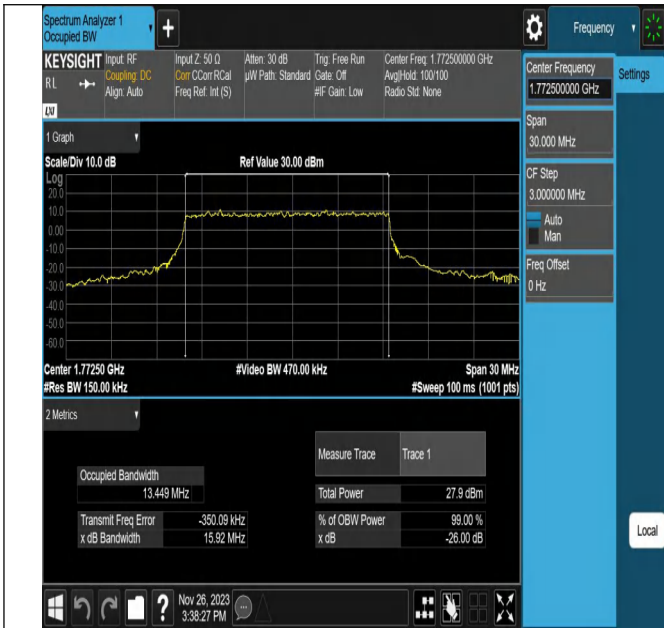 Spectrum Analyzer 1
Occupied BW
Frequency
KEYSIGHT
RL
LXI
Input: RF
Coupling: DC
Align: Auto
Input Z: 50 Ω
Corr CCorr RCal
Freq Ref: Int (S)
Atten: 30 dB
µW Path: Standard
Trig: Free Run
Gate: Off
#IF Gain: Low
Center Freq: 1.772500000 GHz
Avg|Hold: 100/100
Radio Std: None
Center Frequency
1.772500000 GHz
Settings
Span
30.000 MHz
CF Step
3.000000 MHz
Auto
Man
Freq Offset
0 Hz
Local
1 Graph
Scale/Div 10.0 dB
Ref Value 30.00 dBm
Log
20.0
10.0
0.00
-10.0
-20.0
-30.0
-40.0
-50.0
-60.0
Center 1.77250 GHz
#Video BW 470.00 kHz
Span 30 MHz
#Res BW 150.00 kHz
#Sweep 100 ms (1001 pts)
2 Metrics
Measure Trace
Trace 1
Occupied Bandwidth
13.449 MHz
Total Power
27.9 dBm
Transmit Freq Error
-350.09 kHz
% of OBW Power
99.00 %
x dB Bandwidth
15.92 MHz
x dB
-26.00 dB
?
Nov 26, 2023
3:38:27 PM